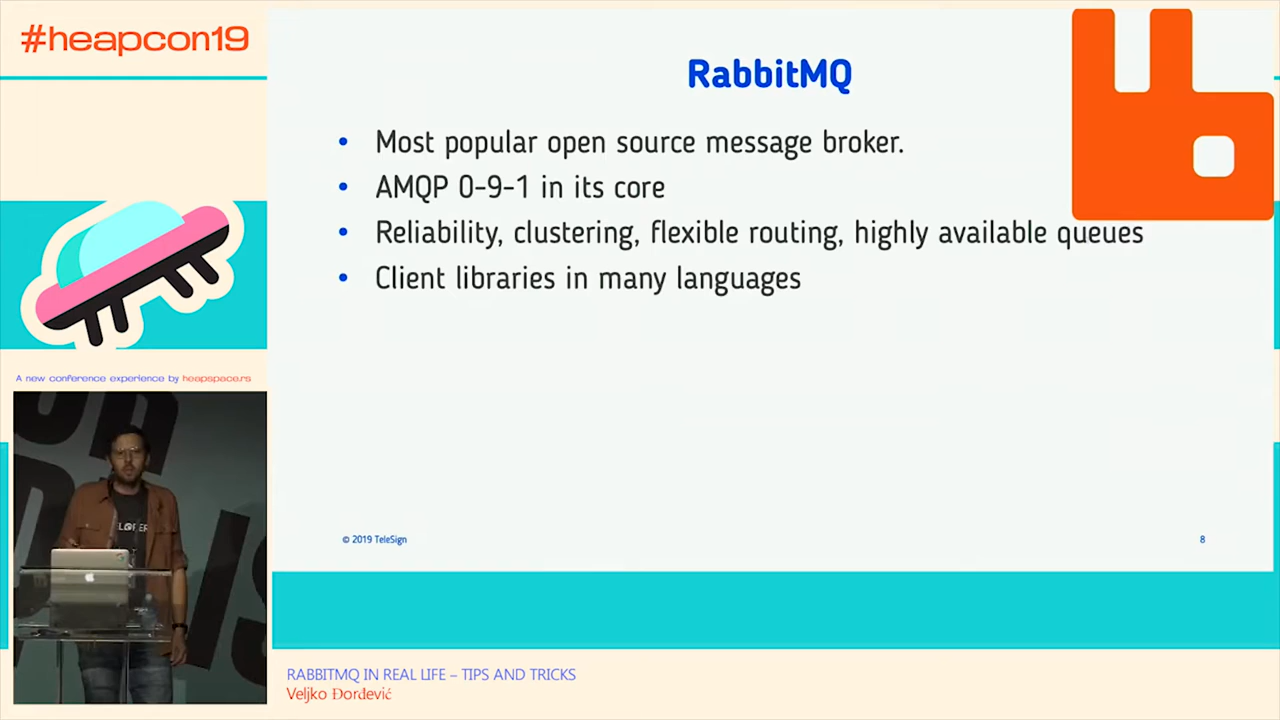 #heapcon19
RabbitMQ
• Most popular open source message broker.
• AMQP 0-9-1 in its core
• Reliability, clustering, flexible routing, highly available queues
• Client libraries in many languages
© 2019 TeleSign
8
A new conference experience by heapspace.rs
RABBITMQ IN REAL LIFE – TIPS AND TRICKS
Veljko Đorđević